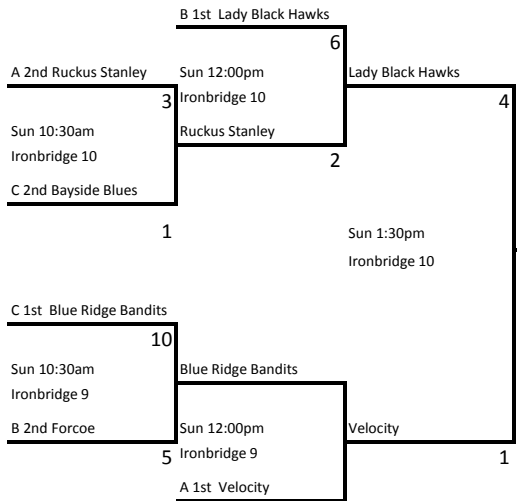 B 1st Lady Black Hawks
6
A 2nd Ruckus Stanley
Sun 12:00pm
Lady Black Hawks
3
Ironbridge 10
4
Sun 10:30am
Ruckus Stanley
Ironbridge 10
2
C 2nd Bayside Blues
1
Sun 1:30pm
Ironbridge 10
C 1st Blue Ridge Bandits
10
Sun 10:30am
Blue Ridge Bandits
Ironbridge 9
B 2nd Forcoe
Sun 12:00pm
Velocity
5
Ironbridge 9
1
A 1st Velocity